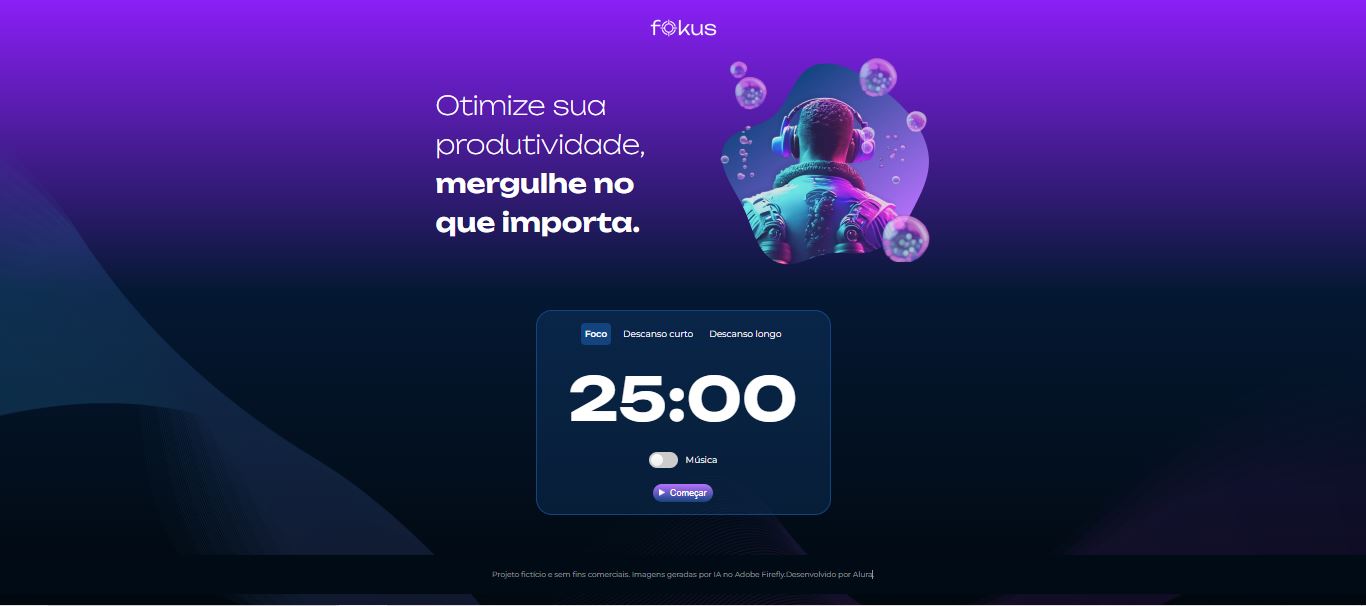 fokus
Otimize sua
produtividade,
mergulhe no
que importa.
Foco Descanso curto Descanso longo
25:00
Música
Começar
Projeto fictício e sem fins comerciais. Imagens geradas por IA no Adobe Firefly.Desenvolvido por Alura